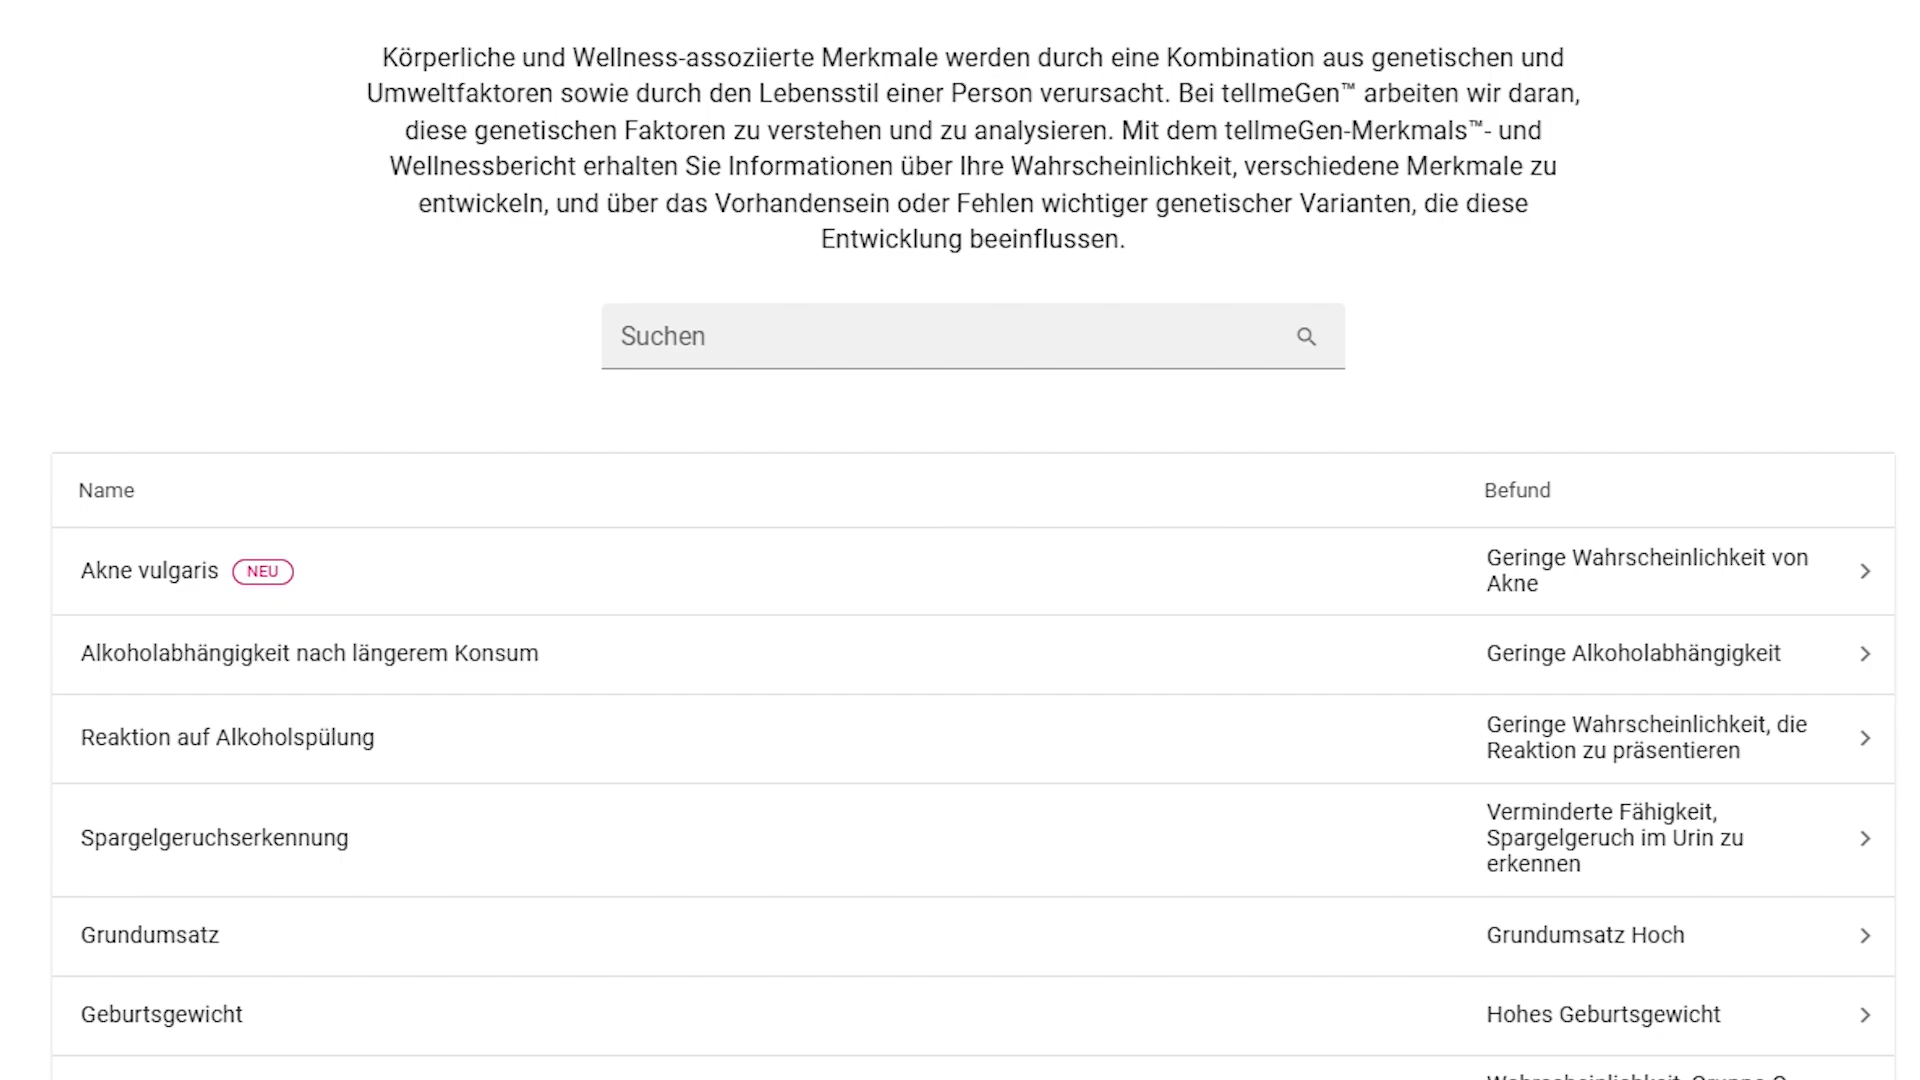 Körperliche und Wellness-assoziierte Merkmale werden durch eine Kombination aus genetischen und
Umweltfaktoren sowie durch den Lebensstil einer Person verursacht. Bei tellmeGen™ arbeiten wir daran,
diese genetischen Faktoren zu verstehen und zu analysieren. Mit dem tellmeGen-Merkmals™- und
Wellnessbericht erhalten Sie Informationen über Ihre Wahrscheinlichkeit, verschiedene Merkmale zu
entwickeln, und über das Vorhandensein oder Fehlen wichtiger genetischer Varianten, die diese
Entwicklung beeinflussen.
Suchen
Name
Befund
Akne vulgaris NEU
Geringe Wahrscheinlichkeit von
Akne
Alkoholabhängigkeit nach längerem Konsum
Geringe Alkoholabhängigkeit
Reaktion auf Alkoholspülung
Geringe Wahrscheinlichkeit, die
Reaktion zu präsentieren
Spargelgeruchserkennung
Verminderte Fähigkeit,
Spargelgeruch im Urin zu
erkennen
Grundumsatz
Grundumsatz Hoch
Geburtsgewicht
Hohes Geburtsgewicht